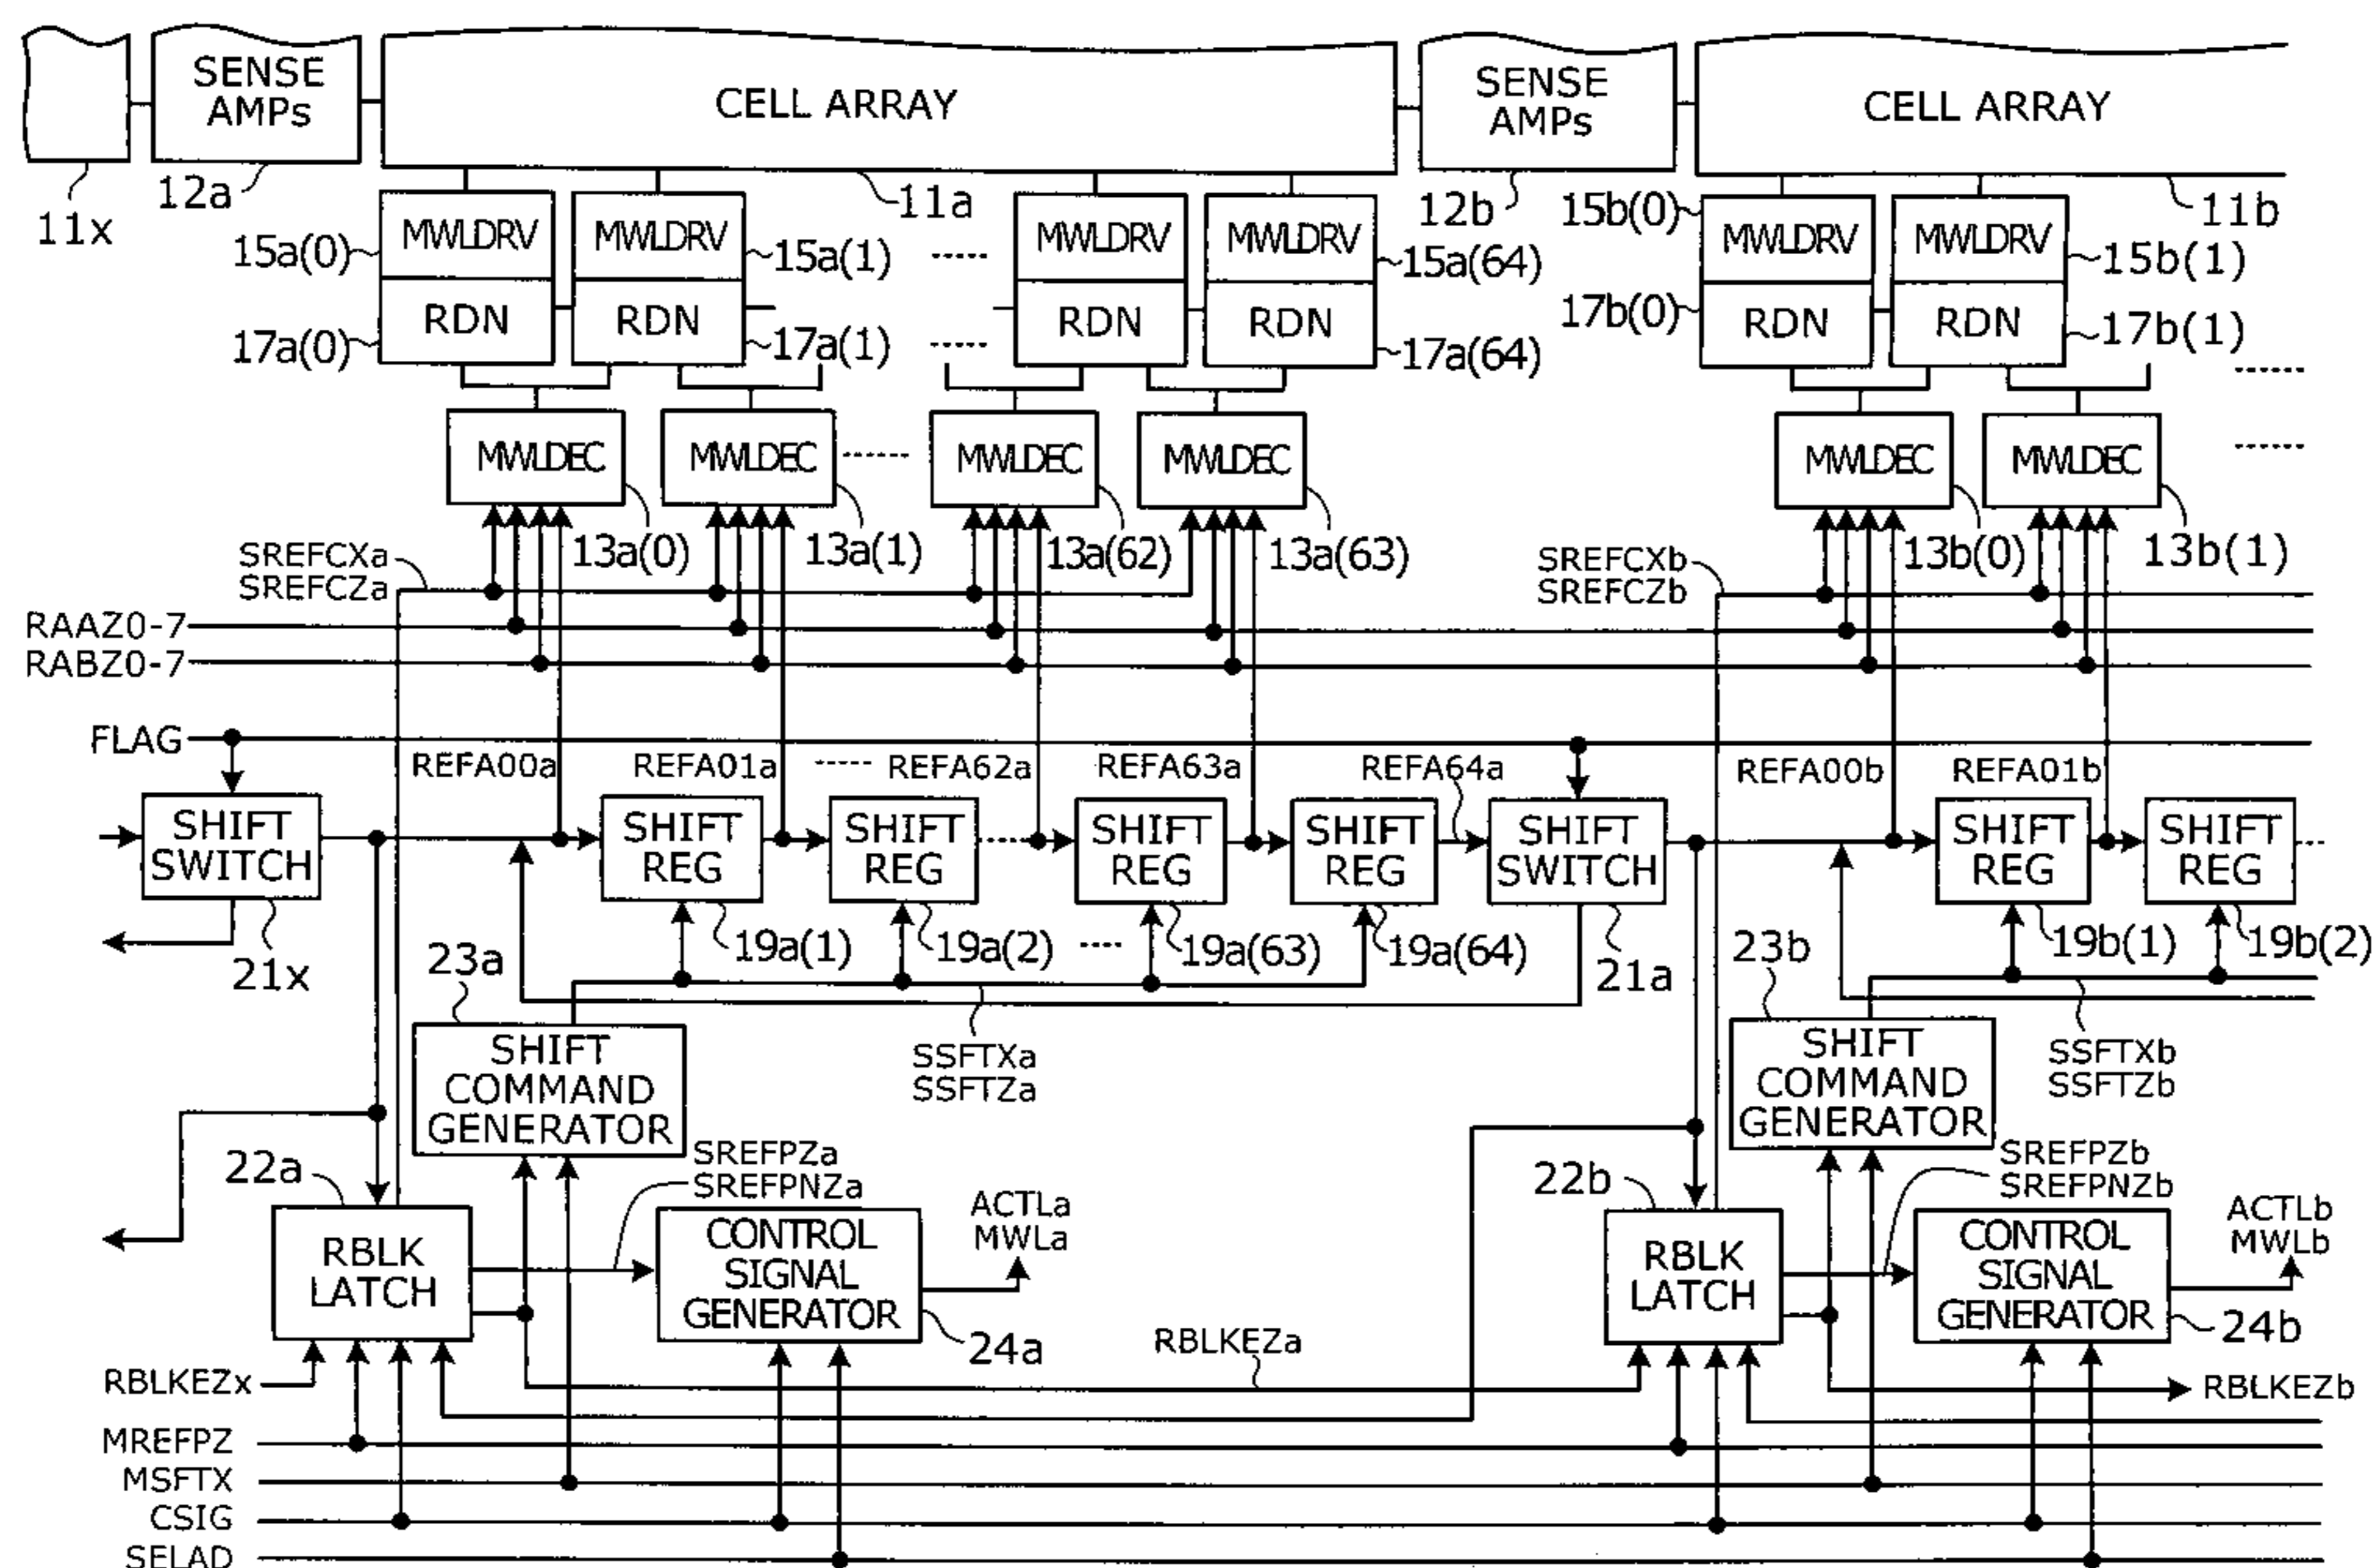 SENSE
AMPs
CELL ARRAY
SENSE
AMPs
CELL ARRAY
11x
12a
11a
12b
11b
MWLDRV
MWLDRV
MWLDRV
MWLDRV
MWLDRV
MWLDRV
15a(0)
15a(1)
15a(64)
15b(0)
15b(1)
RDN
RDN
RDN
RDN
RDN
RDN
17a(0)
17a(1)
17a(64)
17b(0)
17b(1)
MWLDEC
MWLDEC
MWLDEC
MWLDEC
MWLDEC
MWLDEC
13a(0)
13a(1)
13a(62)
13a(63)
13b(0)
13b(1)
SREFCXa
SREFCZa
SREFCXb
SREFCZb
RAAZ0-7
RABZ0-7
FLAG
REFA00a
REFA01a
REFA62a
REFA63a
REFA64a
REFA00b
REFA01b
SHIFT
SWITCH
SHIFT
REG
SHIFT
REG
SHIFT
REG
SHIFT
REG
SHIFT
SWITCH
SHIFT
REG
SHIFT
REG
21x
23a
19a(1)
19a(2)
19a(63)
19a(64)
21a
23b
19b(1)
19b(2)
SHIFT
COMMAND
GENERATOR
SSFTXa
SSFTZa
SHIFT
COMMAND
GENERATOR
SSFTXb
SSFTZb
22a
SREFPZa
SREFPNZa
22b
SREFPZb
SREFPNZb
RBLK
LATCH
CONTROL
SIGNAL
GENERATOR
ACTLa
MWLa
RBLK
LATCH
CONTROL
SIGNAL
GENERATOR
ACTLb
MWLb
24a
24b
RBLKEZa
RBLKEZx
RBLKEZb
MREFPZ
MSFTX
CSIG
SELAD